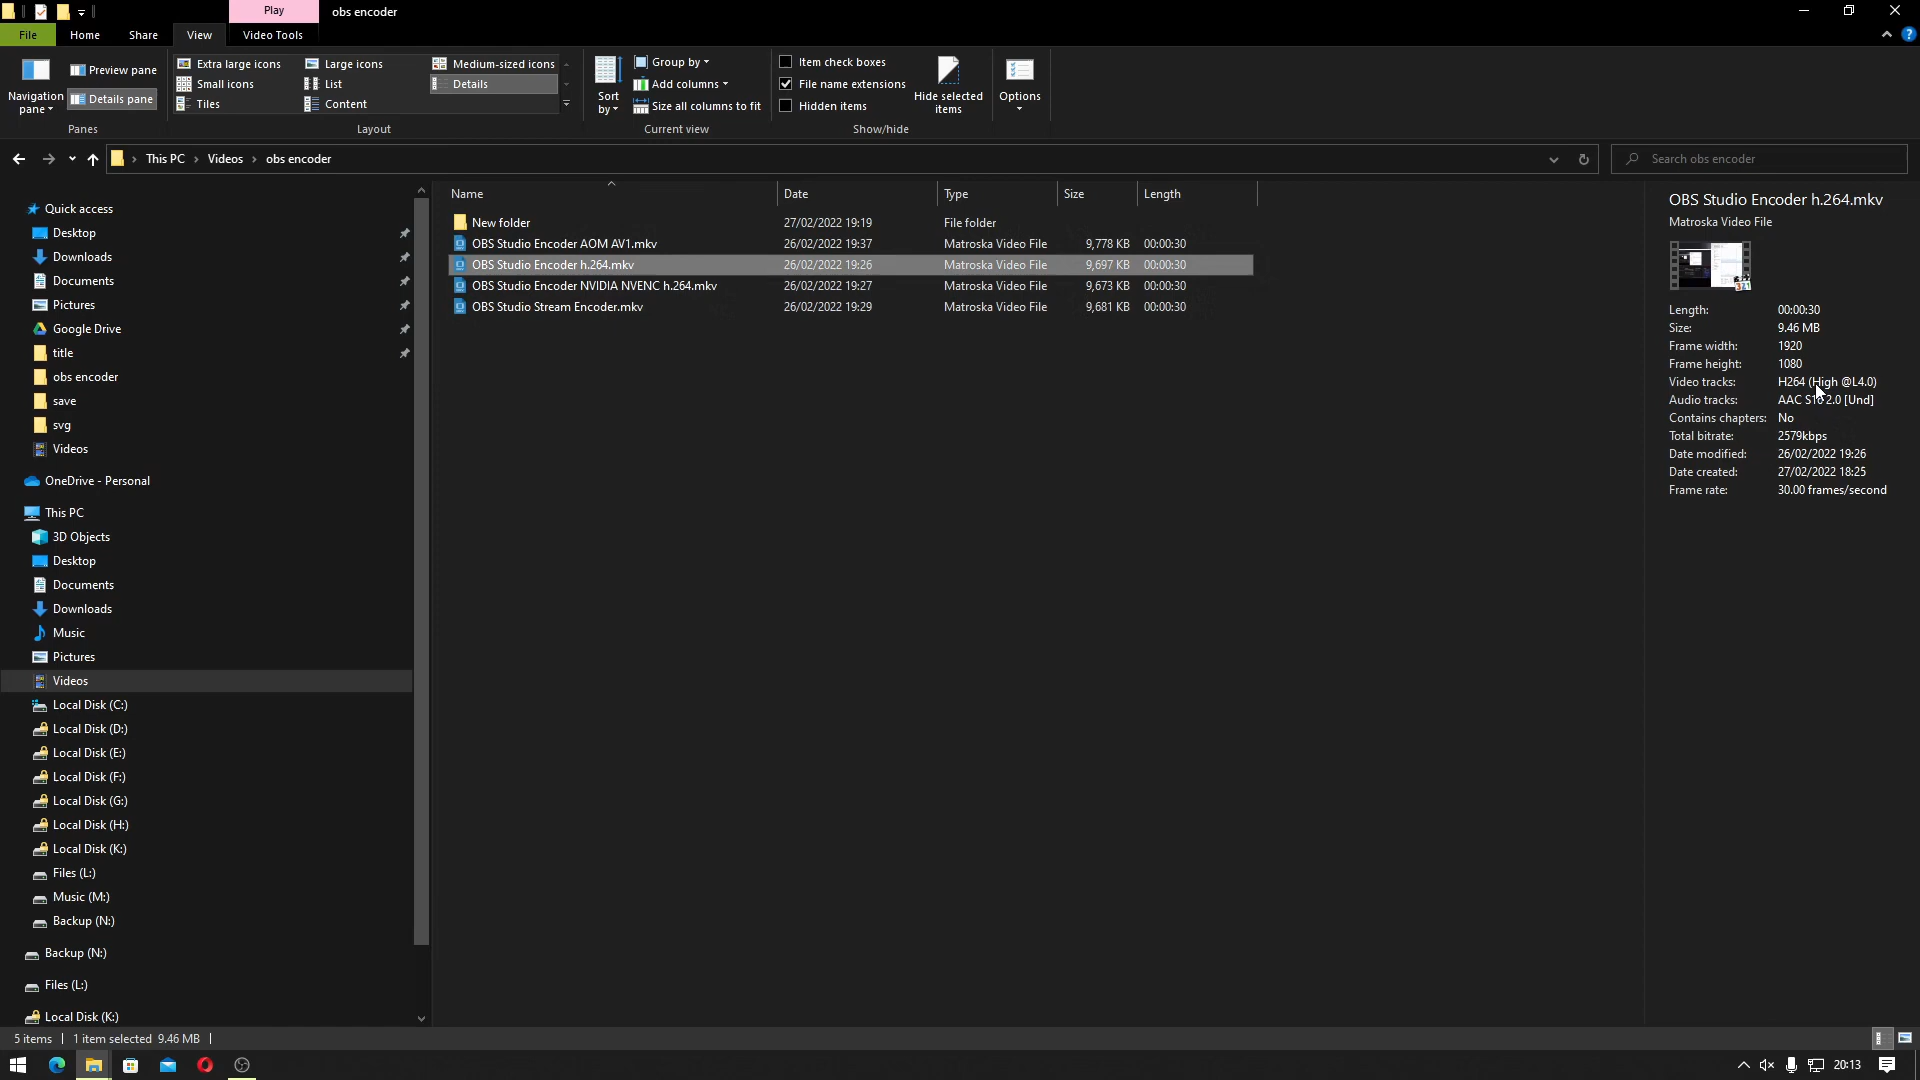 Play
obs encoder
File
Home
Share
View
Video Tools
Navigation pane
Preview pane
Details pane
Panes
Extra large icons
Large icons
Medium-sized icons
Small icons
List
Details
Tiles
Content
Layout
Sort by
Group by
Add columns
Size all columns to fit
Current view
Item check boxes
File name extensions
Hidden items
Hide selected items
Show/hide
Options
This PC
Videos
obs encoder
Search obs encoder
Quick access
Desktop
Downloads
Documents
Pictures
Google Drive
title
obs encoder
save
svg
Videos
OneDrive - Personal
This PC
3D Objects
Desktop
Documents
Downloads
Music
Pictures
Videos
Local Disk (C:)
Local Disk (D:)
Local Disk (E:)
Local Disk (F:)
Local Disk (G:)
Local Disk (H:)
Local Disk (K:)
Files (L:)
Music (M:)
Backup (N:)
Backup (N:)
Files (L:)
Local Disk (K:)
Name Date Type Size Length
New folder 27/02/2022 19:19 File folder
OBS Studio Encoder AOM AV1.mkv 26/02/2022 19:37 Matroska Video File 9,778 KB 00:00:30
OBS Studio Encoder h.264.mkv 26/02/2022 19:26 Matroska Video File 9,697 KB 00:00:30
OBS Studio Encoder NVIDIA NVENC h.264.mkv 26/02/2022 19:27 Matroska Video File 9,673 KB 00:00:30
OBS Studio Stream Encoder.mkv 26/02/2022 19:29 Matroska Video File 9,681 KB 00:00:30
OBS Studio Encoder h.264.mkv
Matroska Video File
321
Length: 00:00:30
Size: 9.46 MB
Frame width: 1920
Frame height: 1080
Video tracks: H264 (High @L4.0)
Audio tracks: AAC 2.0 [Und]
Contains chapters: No
Total bitrate: 2579kbps
Date modified: 26/02/2022 19:26
Date created: 27/02/2022 18:25
Frame rate: 30.00 frames/second
5 items
1 item selected 9.46 MB
20:13